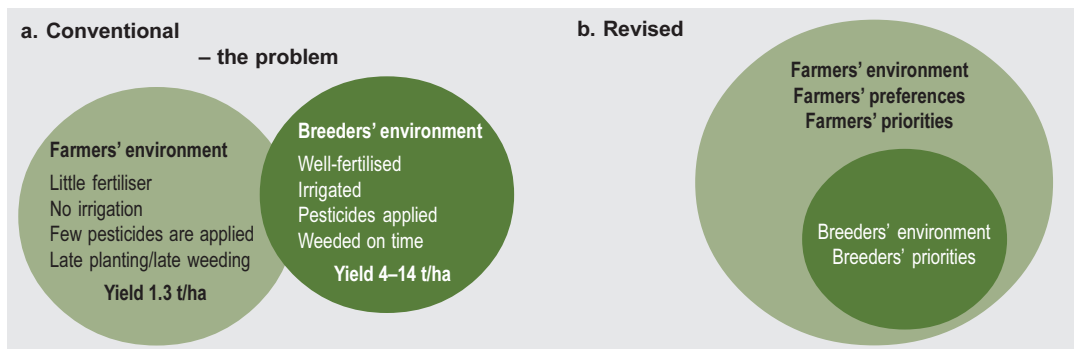 a. Conventional
– the problem
Farmers’ environment
Little fertiliser
No irrigation
Few pesticides are applied
Late planting/late weeding
Yield 1.3 t/ha
Breeders’ environment
Well-fertilised
Irrigated
Pesticides applied
Weeded on time
Yield 4–14 t/ha
b. Revised
Farmers’ environment
Farmers’ preferences
Farmers’ priorities
Breeders’ environment
Breeders’ priorities